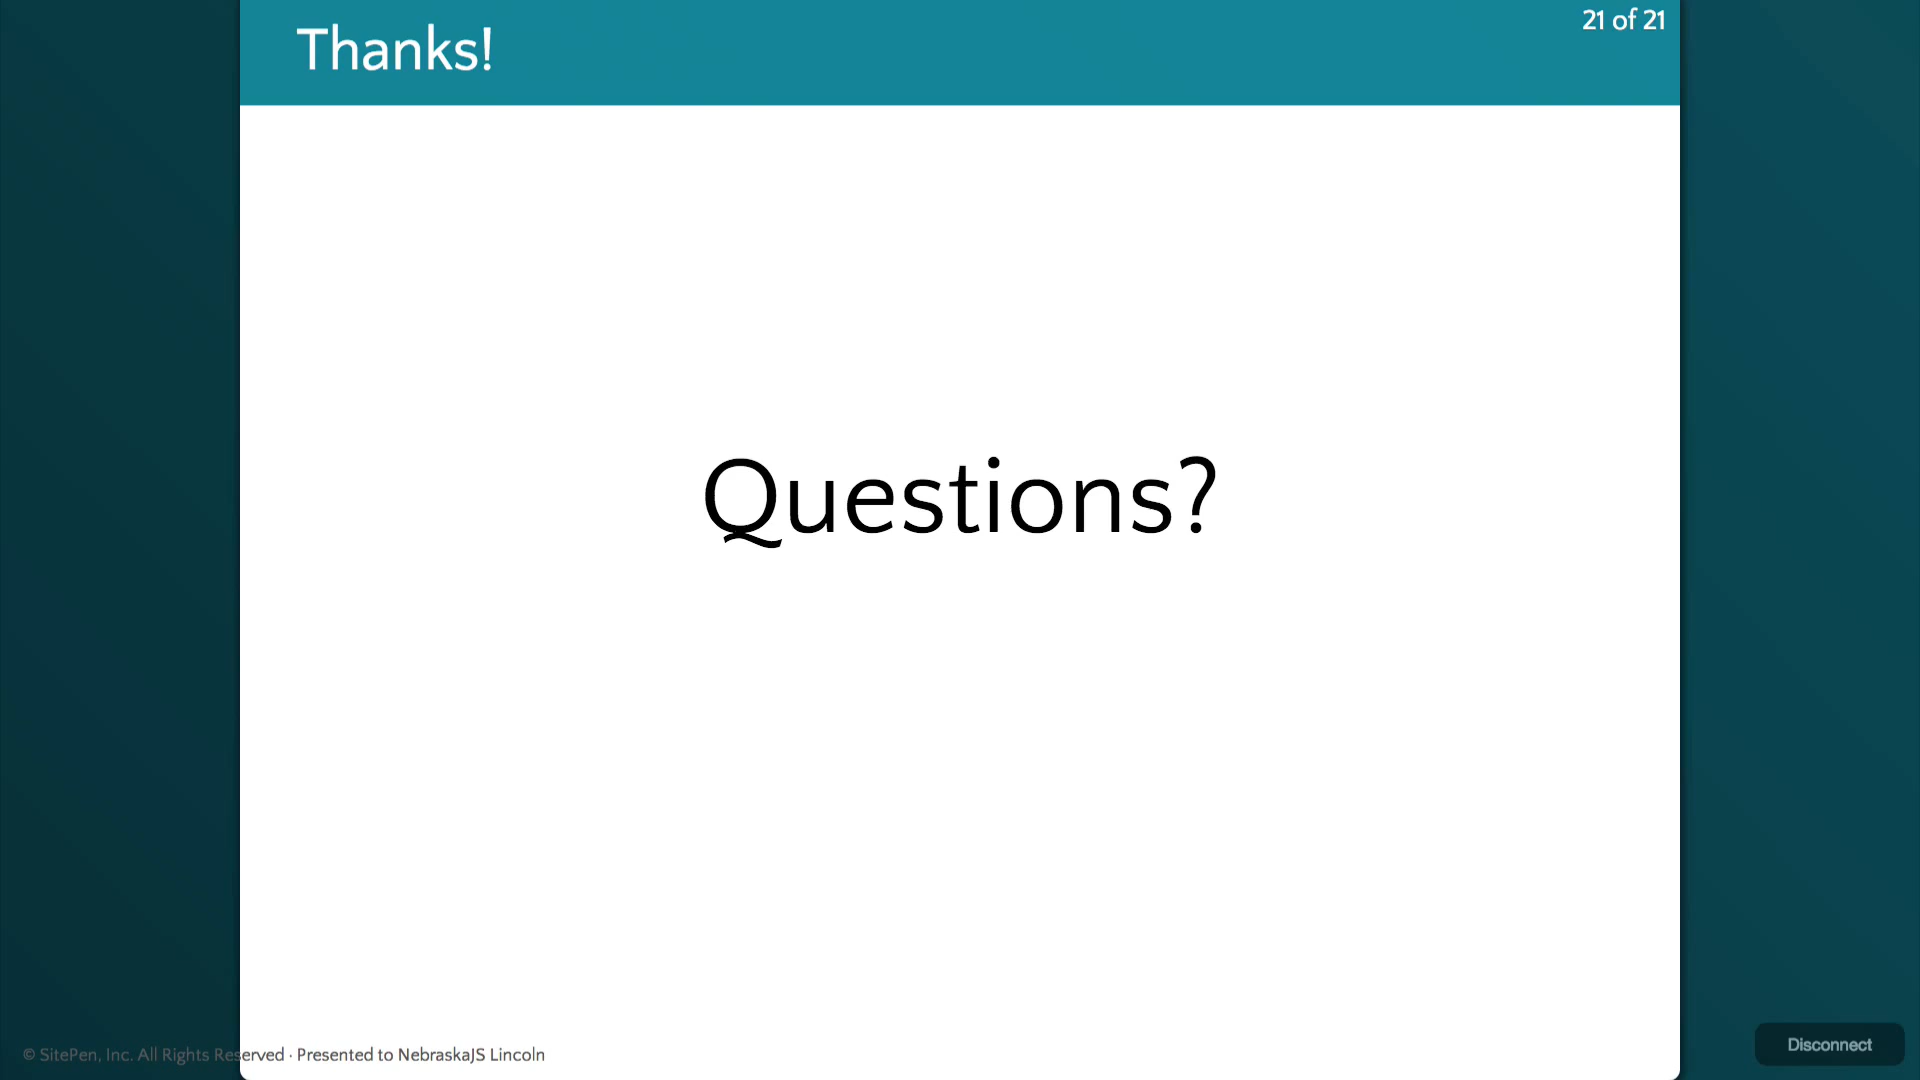 Thanks!
21 of 21
Questions?
© SitePen, Inc. All Rights Reserved · Presented to NebraskaJS Lincoln
Disconnect